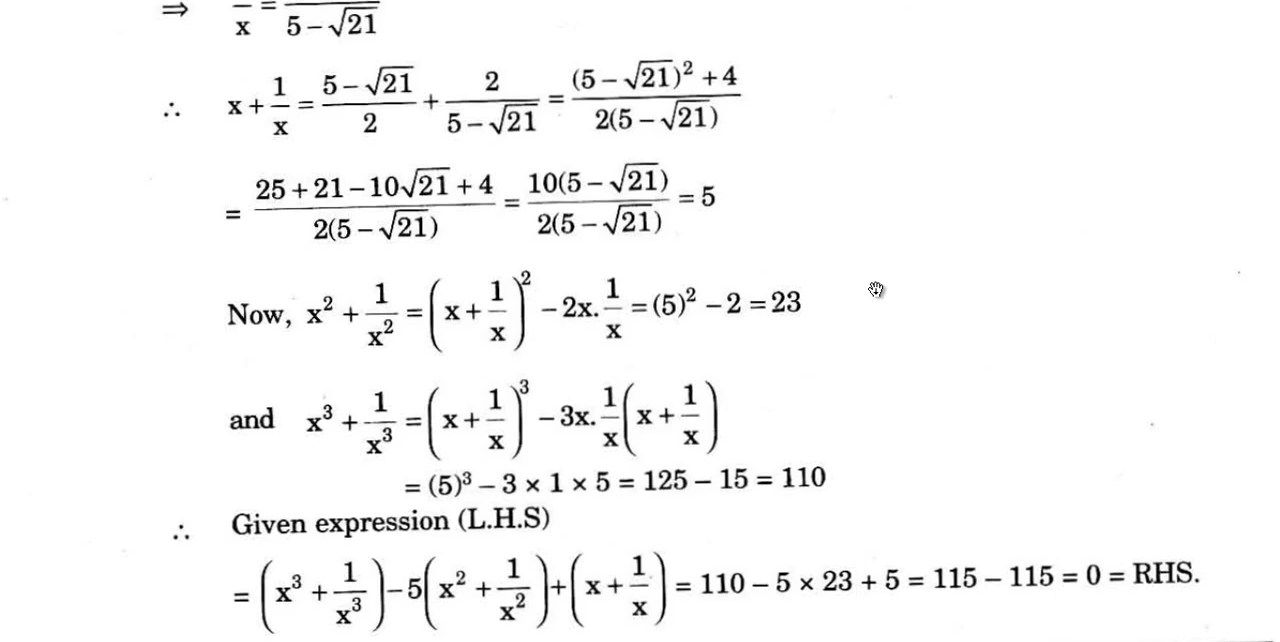 ⇒ — / x = — / 5 – √21
∴ x + 1/x = (5 – √21)/2 + 2/(5 – √21) = ((5 – √21)² + 4)/(2(5 – √21))
= (25 + 21 – 10√21 + 4)/(2(5 – √21)) = (10(5 – √21))/(2(5 – √21)) = 5
Now, x² + 1/x² = (x + 1/x)² – 2x. 1/x = (5)² – 2 = 23
and x³ + 1/x³ = (x + 1/x)³ – 3x. 1/x (x + 1/x)
= (5)³ – 3 × 1 × 5 = 125 – 15 = 110
∴ Given expression (L.H.S)
= (x³ + 1/x³) – 5(x² + 1/x²) + (x + 1/x) = 110 – 5 × 23 + 5 = 115 – 115 = 0 = RHS.